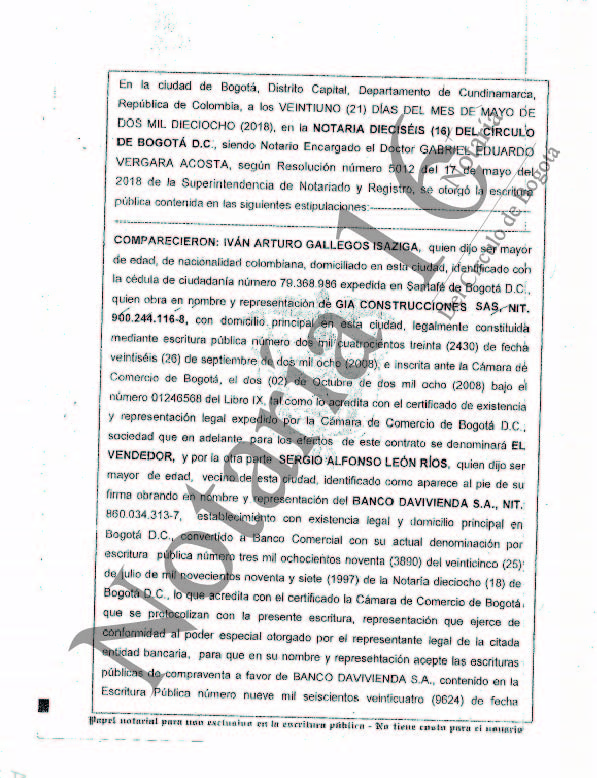 En la ciudad de Bogotá, Distrito Capital, Departamento de Cundinamarca,
República de Colombia, a los VEINTIUNO (21) DÍAS DEL MES DE MAYO DE
DOS MIL DIECIOCHO (2018), en la NOTARIA DIECISÉIS (16) DEL CÍRCULO
DE BOGOTÁ D.C., siendo Notario Encargado el Doctor GABRIEL EDUARDO
VERGARA ACOSTA, según Resolución número 5012 del 17 de mayo del
2018 de la Superintendencia de Notariado y Registro, se otorgó la escritura
pública contenida en las siguientes estipulaciones:
COMPARECIERON: IVÁN ARTURO GALLEGOS ISAZIGA, quien dijo ser mayor
de edad, de nacionalidad colombiana, domiciliado en esta ciudad, identificado con
la cédula de ciudadanía número 79.368.986 expedida en Santafé de Bogotá D.C.,
quien obra en nombre y representación de GIA CONSTRUCCIONES SAS, NIT.
900.244.116-8, con domicilio principal en esta ciudad, legalmente constituida
mediante escritura pública número dos mil cuatrocientos treinta (2430) de fecha
veintiséis (26) de septiembre de dos mil ocho (2008), e inscrita ante la Cámara de
Comercio de Bogotá, el dos (02) de Octubre de dos mil ocho (2008) bajo el
número 01246568 del Libro IX, tal como lo acredita con el certificado de existencia
y representación legal expedido por la Cámara de Comercio de Bogotá D.C.,
sociedad que en adelante para los efectos de este contrato se denominará EL
VENDEDOR, y por la otra parte SERGIO ALFONSO LEÓN RÍOS, quien dijo ser
mayor de edad, vecino de esta ciudad, identificado como aparece al pie de su
firma obrando en nombre y representación del BANCO DAVIVIENDA S.A., NIT.
860.034.313-7, establecimiento con existencia legal y domicilio principal en
Bogotá D.C., convertido a Banco Comercial con su actual denominación por
escritura pública número tres mil ochocientos noventa (3890) del veinticinco (25)
de julio de mil novecientos noventa y siete (1997) de la Notaría dieciocho (18) de
Bogotá D.C., lo que acredita con el certificado la Cámara de Comercio de Bogotá
que se protocolizan con la presente escritura, representación que ejerce de
conformidad al poder especial otorgado por el representante legal de la citada
entidad bancaria, para que en su nombre y representación acepte las escrituras
públicas de compraventa a favor de BANCO DAVIVIENDA S.A., contenido en la
Escritura Pública número nueve mil seiscientos veinticuatro (9624) de fecha
Papel notarial para uso exclusivo en la escritura pública - No tiene costo para el usuario
Notaría 16
Notaría
Del Círculo de Bogotá